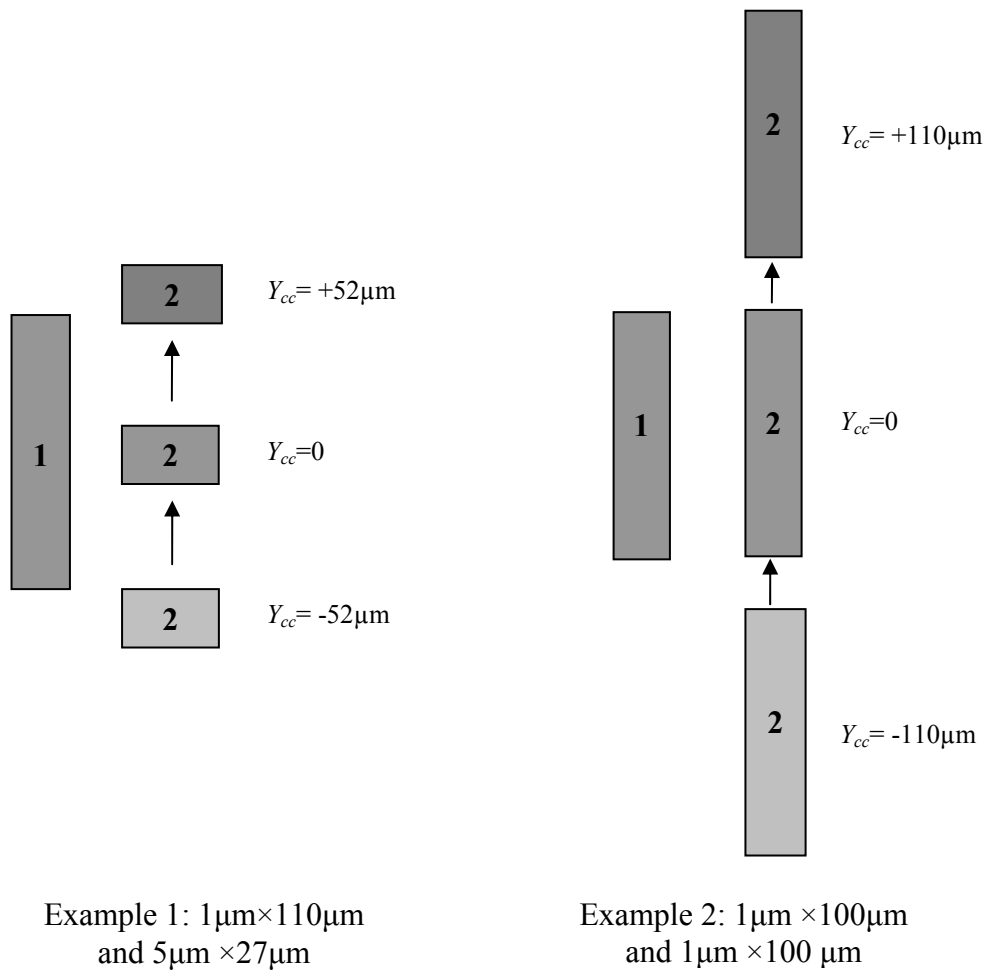 2
Y_cc= +52µm
1
2
Y_cc=0
2
Y_cc= -52µm
Example 1: 1µm×110µm
and 5µm ×27µm
2
Y_cc= +110µm
1
2
Y_cc=0
2
Y_cc= -110µm
Example 2: 1µm ×100µm
and 1µm ×100 µm